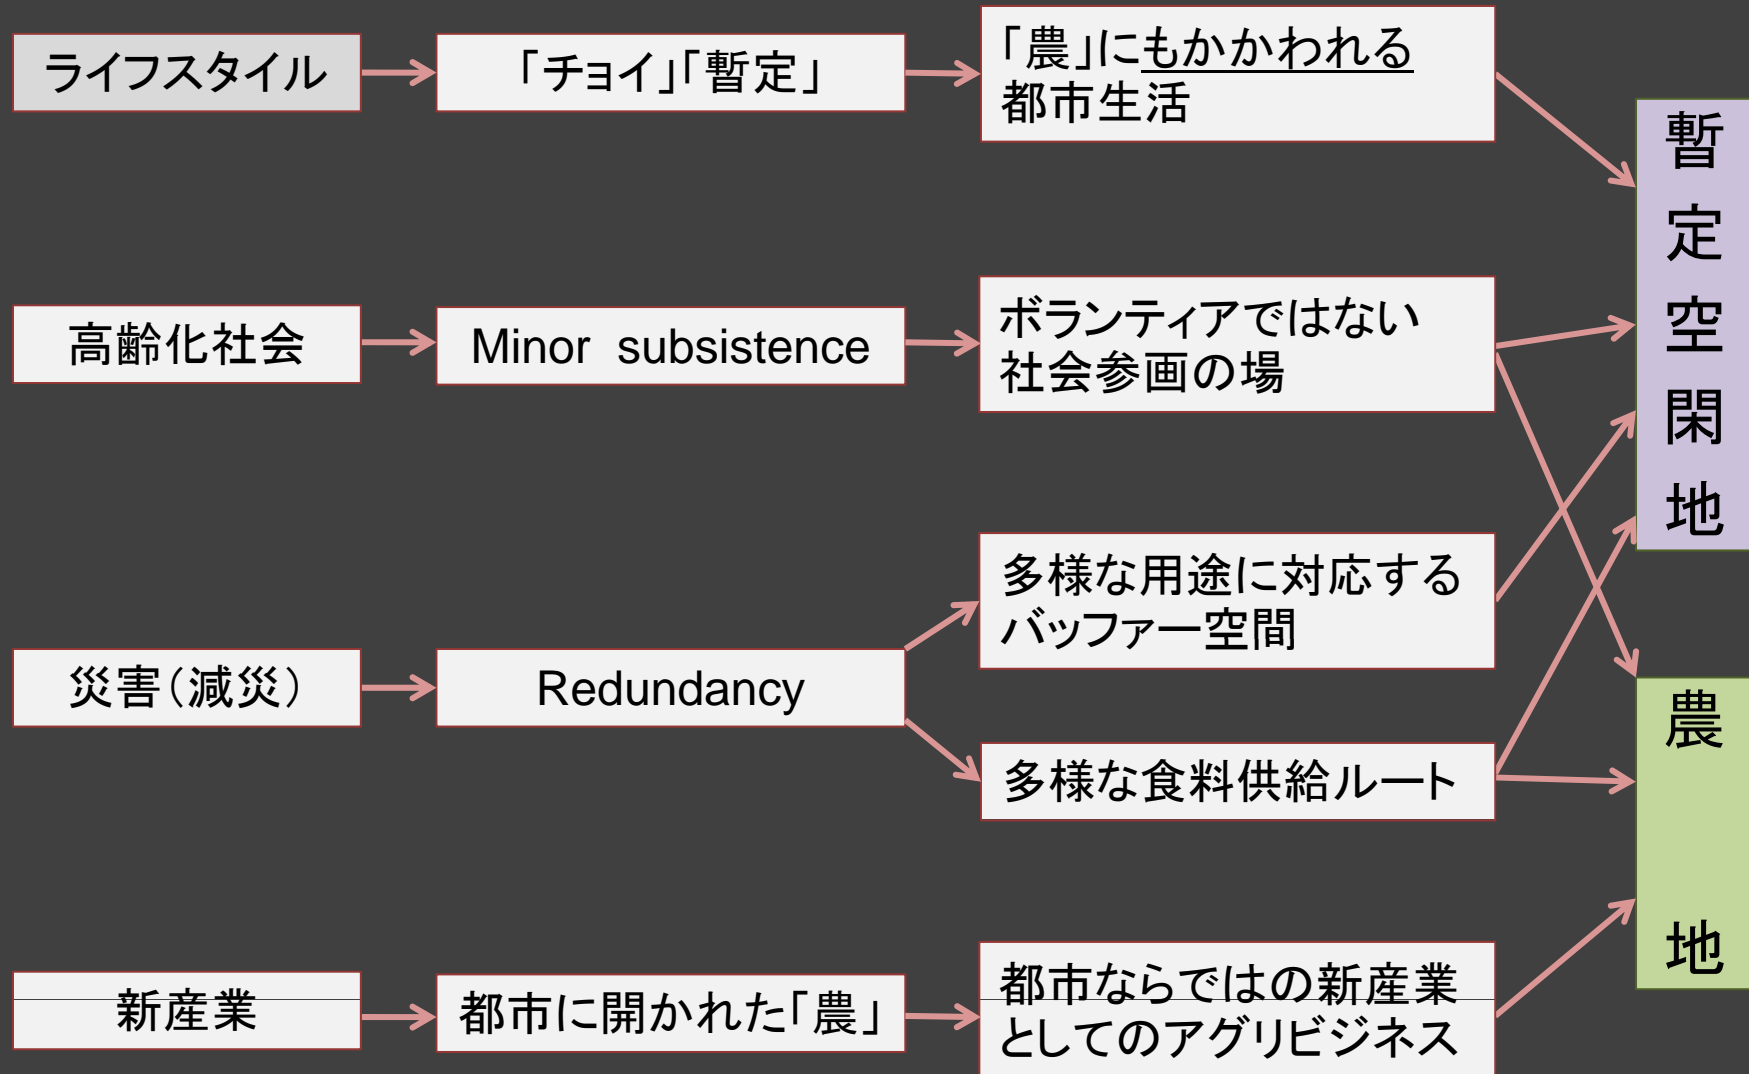 ライフスタイル
「チョイ」「暫定」
「農」にもかかわれる
都市生活
高齢化社会
Minor subsistence
ボランティアではない
社会参画の場
災害（減災）
Redundancy
多様な用途に対応する
バッファー空間
多様な食料供給ルート
新産業
都市に開かれた「農」
都市ならではの新産業
としてのアグリビジネス
暫定空閑地
農地